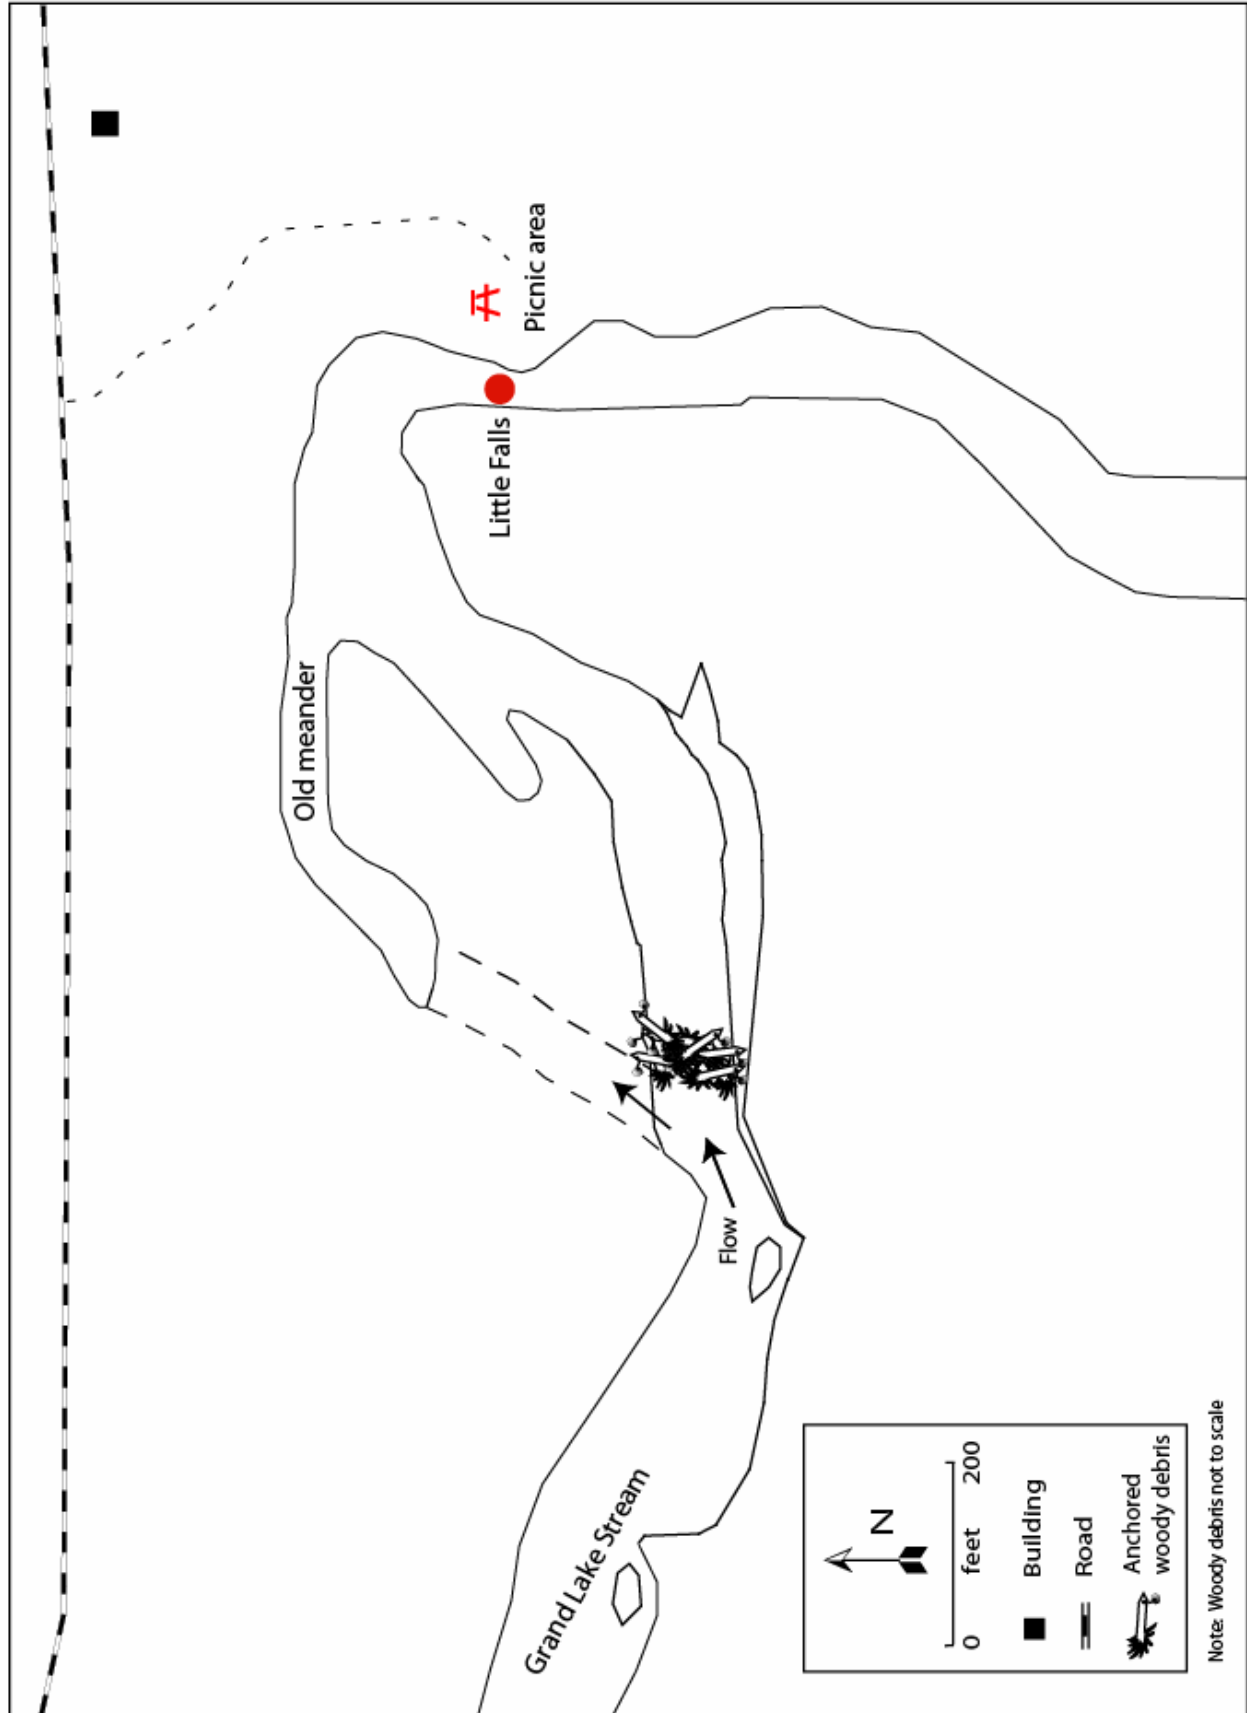 Old meander
Little Falls
Picnic area
Flow
Grand Lake Stream
N
0 feet 200
Building
Road
Anchored
woody debris
Note: Woody debris not to scale